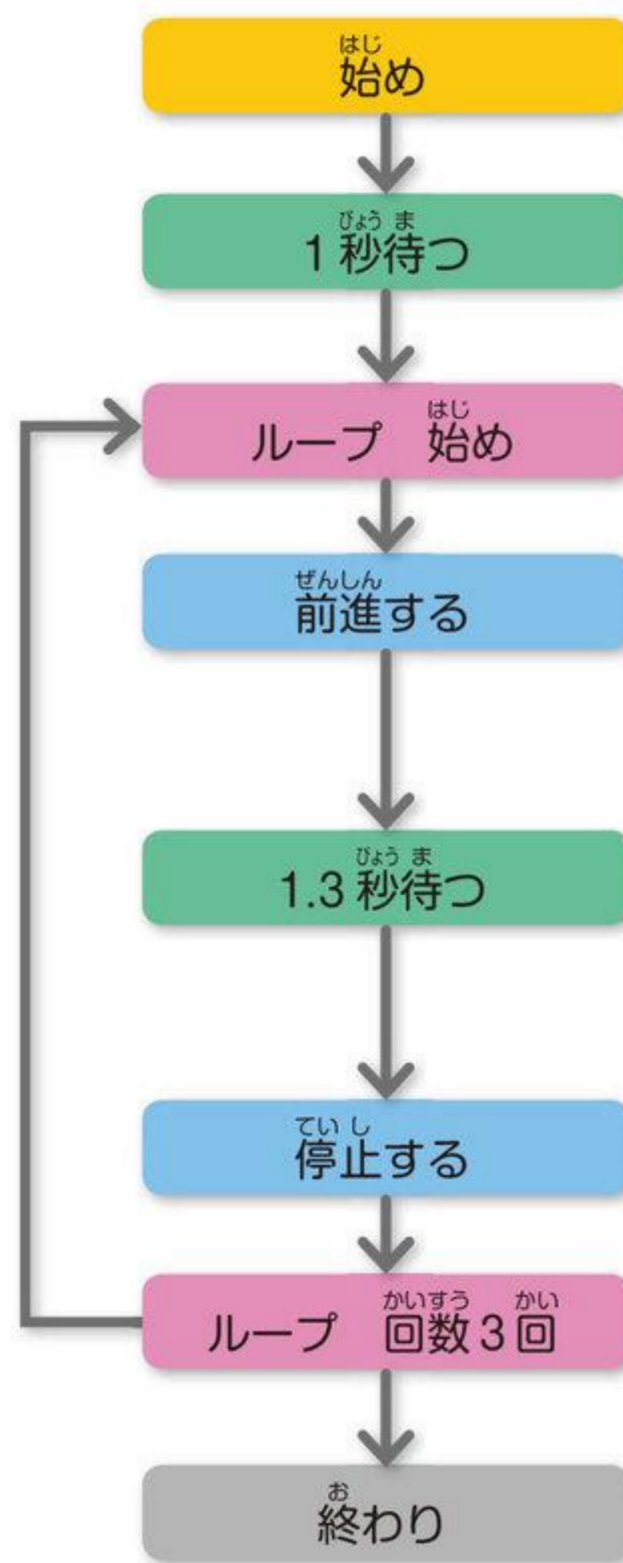 はじ
始め
びょう ま
1秒待つ
はじ
ループ 始め
ぜんしん
前進する
びょう ま
1.3秒待つ
てい し
停止する
かいすう かい
ループ 回数3回
お
終わり